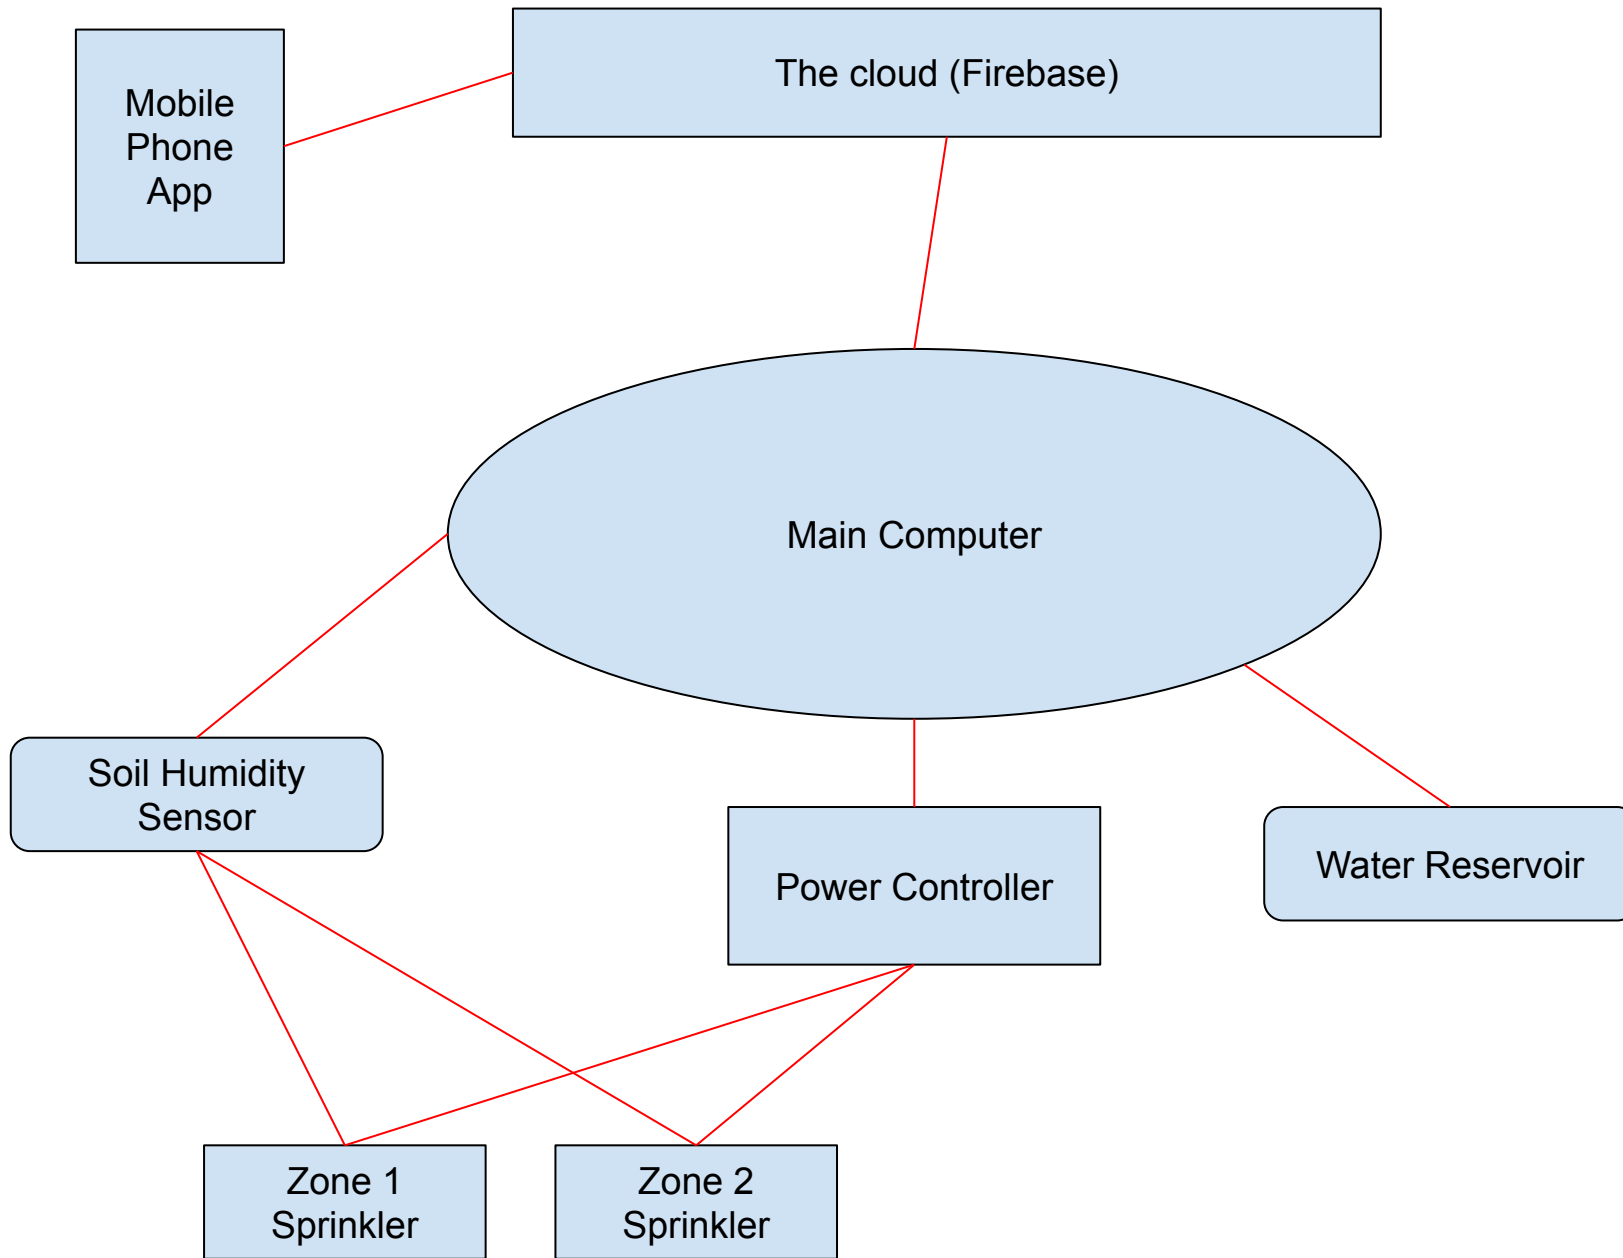 Mobile
Phone
App
The cloud (Firebase)
Main Computer
Soil Humidity
Sensor
Power Controller
Water Reservoir
Zone 1
Sprinkler
Zone 2
Sprinkler